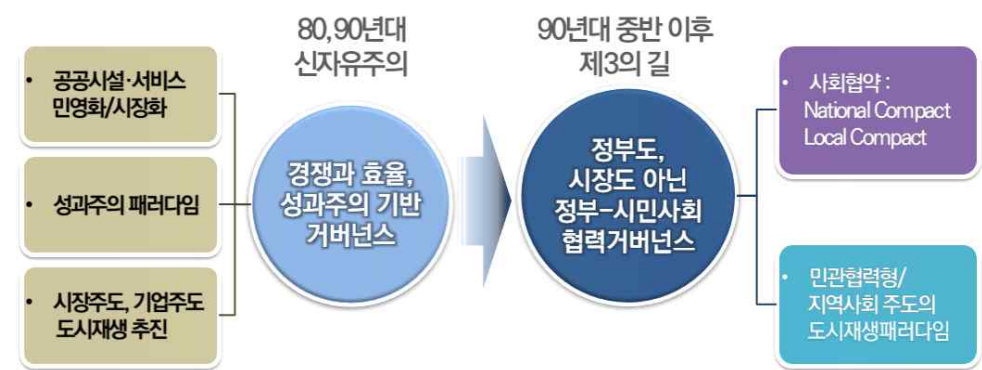 80,90년대
신자유주의
90년대 중반 이후
제3의 길
• 공공시설·서비스
민영화/시장화
• 성과주의 패러다임
• 시장주도, 기업주도
도시재생 추진
경쟁과 효율,
성과주의 기반
거버넌스
정부도,
시장도 아닌
정부-시민사회
협력거버넌스
• 사회협약 :
National Compact
Local Compact
• 민관협력형/
지역사회 주도의
도시재생패러다임